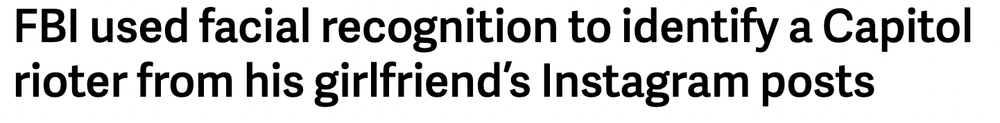 FBI used facial recognition to identify a Capitol
rioter from his girlfriend’s Instagram posts